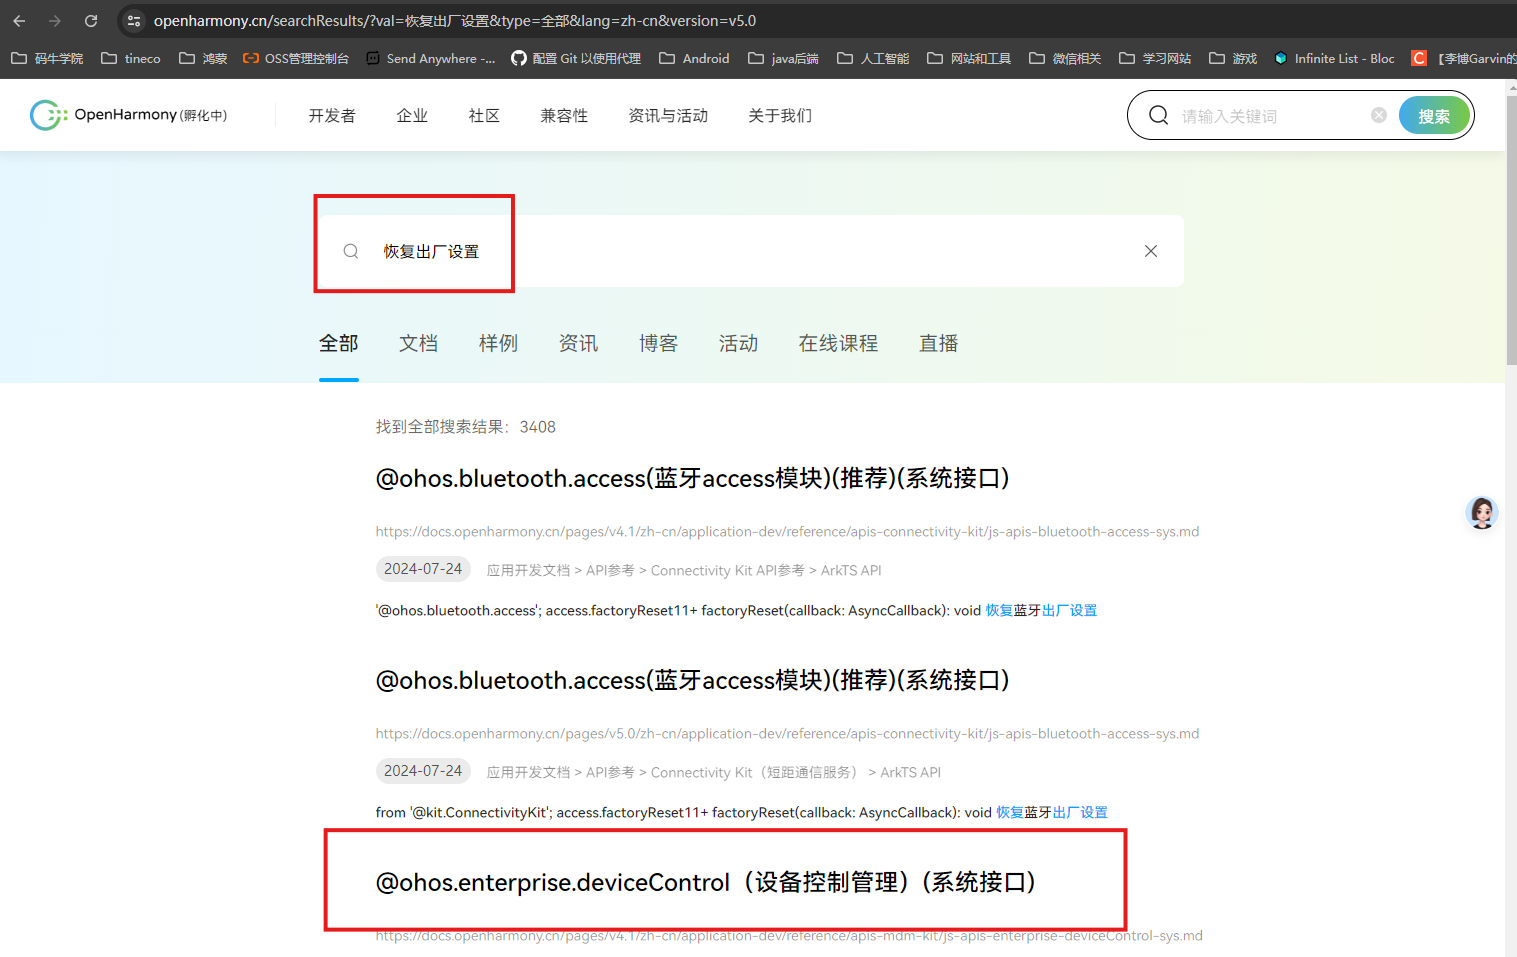 openharmony.cn/searchResults/?val=恢复出厂设置&type=全部&lang=zh-cn&version=v5.0
码牛学院 tineco 鸿蒙 OSS管理控制台 Send Anywhere -... 配置 Git 以使用代理 Android java后端 人工智能 网站和工具 微信相关 学习网站 游戏 Infinite List - Bloc 【李博Garvin的
OpenHarmony (孵化中) 开发者 企业 社区 兼容性 资讯与活动 关于我们 请输入关键词 搜索
恢复出厂设置
全部 文档 样例 资讯 博客 活动 在线课程 直播
找到全部搜索结果：3408
@ohos.bluetooth.access(蓝牙access模块)(推荐)(系统接口)
https://docs.openharmony.cn/pages/v4.1/zh-cn/application-dev/reference/apis-connectivity-kit/js-apis-bluetooth-access-sys.md
2024-07-24 应用开发文档 > API参考 > Connectivity Kit API参考 > ArkTS API
'@ohos.bluetooth.access'; access.factoryReset11+ factoryReset(callback: AsyncCallback): void 恢复蓝牙出厂设置
@ohos.bluetooth.access(蓝牙access模块)(推荐)(系统接口)
https://docs.openharmony.cn/pages/v5.0/zh-cn/application-dev/reference/apis-connectivity-kit/js-apis-bluetooth-access-sys.md
2024-07-24 应用开发文档 > API参考 > Connectivity Kit（短距通信服务） > ArkTS API
from '@kit.ConnectivityKit'; access.factoryReset11+ factoryReset(callback: AsyncCallback): void 恢复蓝牙出厂设置
@ohos.enterprise.deviceControl（设备控制管理）(系统接口)
https://docs.openharmony.cn/pages/v4.1/zh-cn/application-dev/reference/apis-mdm-kit/js-apis-enterprise-deviceControl-sys.md